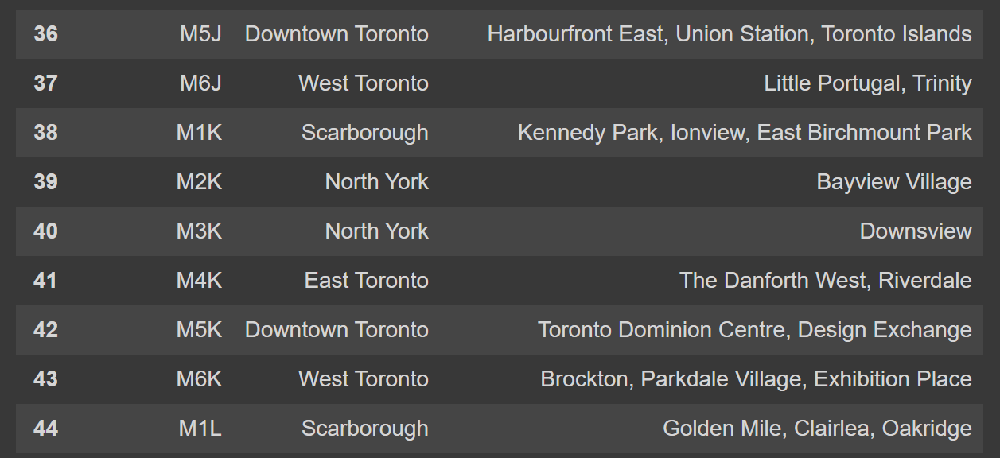 36 M5J Downtown Toronto Harbourfront East, Union Station, Toronto Islands
37 M6J West Toronto Little Portugal, Trinity
38 M1K Scarborough Kennedy Park, Ionview, East Birchmount Park
39 M2K North York Bayview Village
40 M3K North York Downsview
41 M4K East Toronto The Danforth West, Riverdale
42 M5K Downtown Toronto Toronto Dominion Centre, Design Exchange
43 M6K West Toronto Brockton, Parkdale Village, Exhibition Place
44 M1L Scarborough Golden Mile, Clairlea, Oakridge